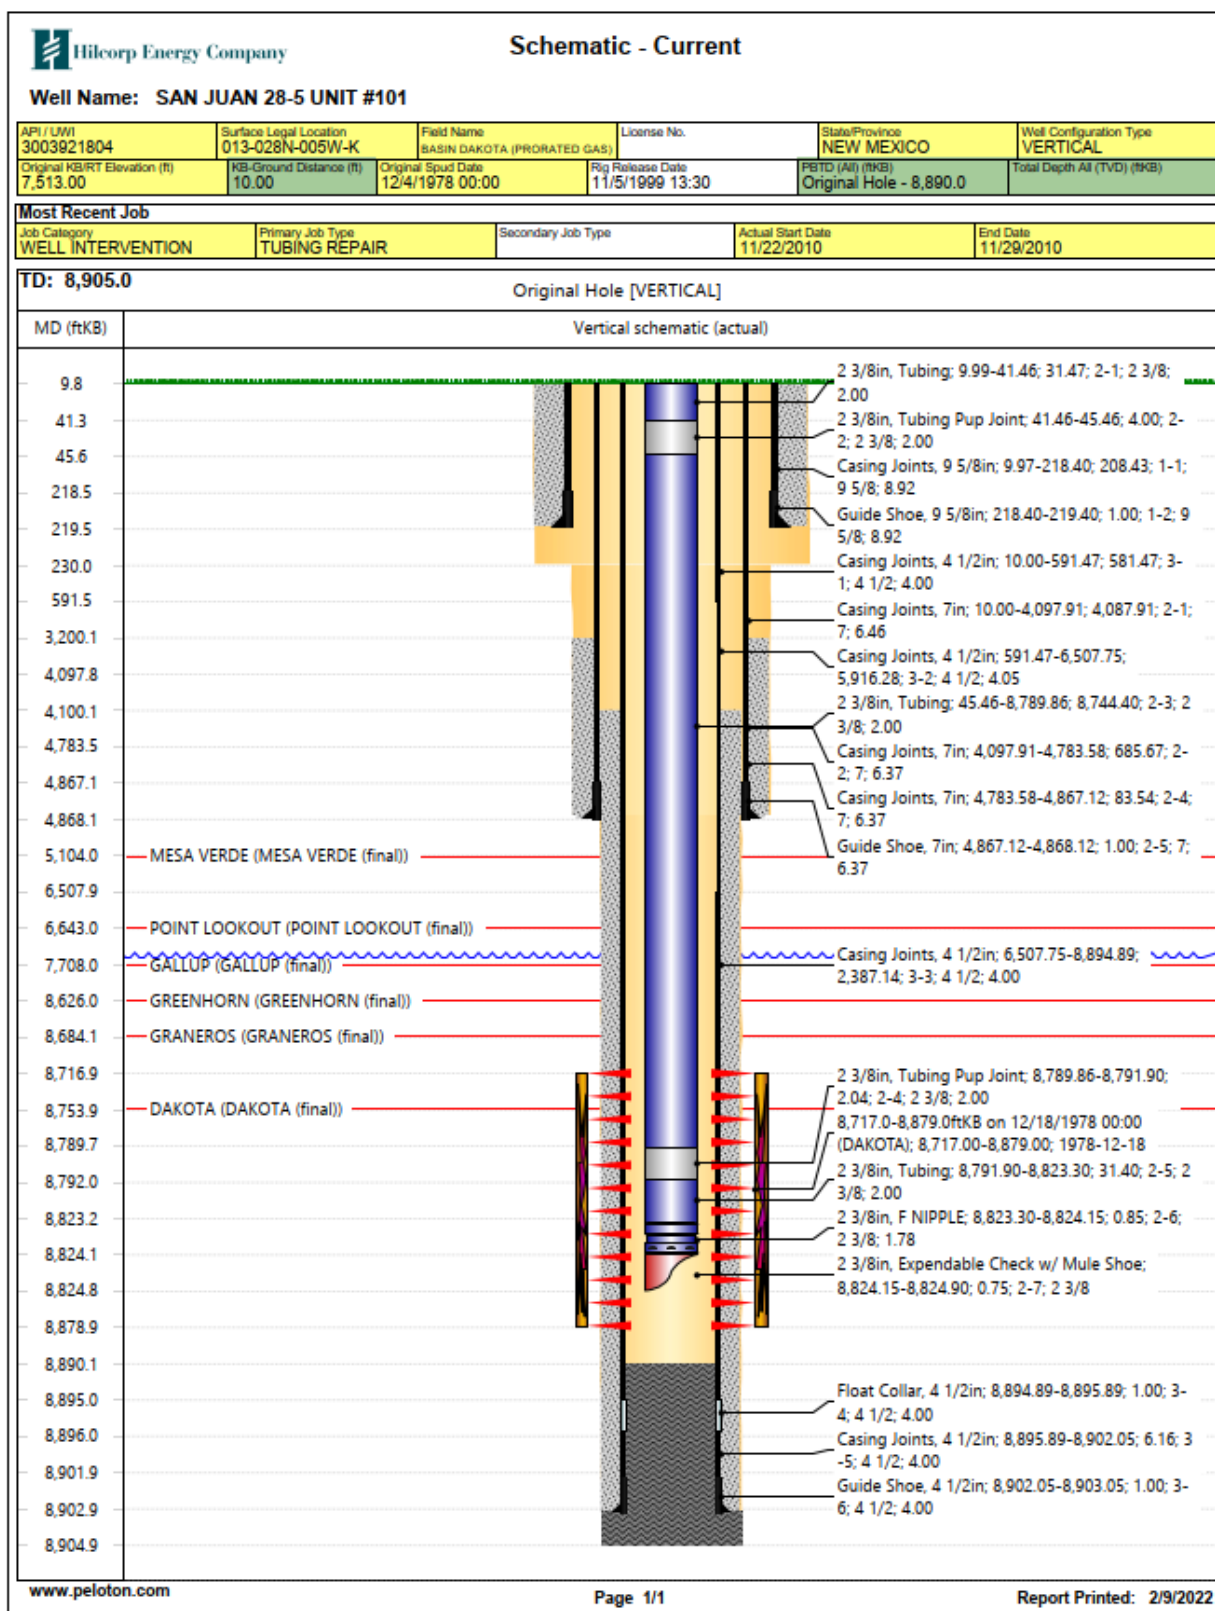 Hilcorp Energy Company
Schematic - Current
Well Name: SAN JUAN 28-5 UNIT #101
API / UWI
3003921804
Surface Legal Location
013-028N-005W-K
Field Name
BASIN DAKOTA (PRORATED GAS)
License No.
State/Province
NEW MEXICO
Well Configuration Type
VERTICAL
Original KB/RT Elevation (ft)
7,513.00
KB-Ground Distance (ft)
10.00
Original Spud Date
12/4/1978 00:00
Rig Release Date
11/5/1999 13:30
PBTD (All) (ftKB)
Original Hole - 8,890.0
Total Depth All (TVD) (ftKB)
Most Recent Job
Job Category
WELL INTERVENTION
Primary Job Type
TUBING REPAIR
Secondary Job Type
Actual Start Date
11/22/2010
End Date
11/29/2010
TD: 8,905.0
Original Hole [VERTICAL]
MD (ftKB)
Vertical schematic (actual)
9.8
41.3
45.6
218.5
219.5
230.0
591.5
3,200.1
4,097.8
4,100.1
4,783.5
4,867.1
4,868.1
5,104.0
6,507.9
6,643.0
7,708.0
8,626.0
8,684.1
8,716.9
8,753.9
8,789.7
8,792.0
8,823.2
8,824.1
8,824.8
8,878.9
8,890.1
8,895.0
8,896.0
8,901.9
8,902.9
8,904.9
MESA VERDE (MESA VERDE (final))
POINT LOOKOUT (POINT LOOKOUT (final))
GALLUP (GALLUP (final))
GREENHORN (GREENHORN (final))
GRANEROS (GRANEROS (final))
DAKOTA (DAKOTA (final))
2 3/8in, Tubing; 9.99-41.46; 31.47; 2-1; 2 3/8;
2.00
2 3/8in, Tubing Pup Joint; 41.46-45.46; 4.00; 2-
2; 2 3/8; 2.00
Casing Joints, 9 5/8in; 9.97-218.40; 208.43; 1-1;
9 5/8; 8.92
Guide Shoe, 9 5/8in; 218.40-219.40; 1.00; 1-2; 9
5/8; 8.92
Casing Joints, 4 1/2in; 10.00-591.47; 581.47; 3-
1; 4 1/2; 4.00
Casing Joints, 7in; 10.00-4,097.91; 4,087.91; 2-1;
7; 6.46
Casing Joints, 4 1/2in; 591.47-6,507.75;
5,916.28; 3-2; 4 1/2; 4.05
2 3/8in, Tubing; 45.46-8,789.86; 8,744.40; 2-3; 2
3/8; 2.00
Casing Joints, 7in; 4,097.91-4,783.58; 685.67; 2-
2; 7; 6.37
Casing Joints, 7in; 4,783.58-4,867.12; 83.54; 2-4;
7; 6.37
Guide Shoe, 7in; 4,867.12-4,868.12; 1.00; 2-5; 7;
6.37
Casing Joints, 4 1/2in; 6,507.75-8,894.89;
2,387.14; 3-3; 4 1/2; 4.00
2 3/8in, Tubing Pup Joint; 8,789.86-8,791.90;
2.04; 2-4; 2 3/8; 2.00
8,717.0-8,879.0ftKB on 12/18/1978 00:00
(DAKOTA); 8,717.00-8,879.00; 1978-12-18
2 3/8in, Tubing; 8,791.90-8,823.30; 31.40; 2-5; 2
3/8; 2.00
2 3/8in, F NIPPLE; 8,823.30-8,824.15; 0.85; 2-6;
2 3/8; 1.78
2 3/8in, Expendable Check w/ Mule Shoe;
8,824.15-8,824.90; 0.75; 2-7; 2 3/8
Float Collar, 4 1/2in; 8,894.89-8,895.89; 1.00; 3-
4; 4 1/2; 4.00
Casing Joints, 4 1/2in; 8,895.89-8,902.05; 6.16; 3
-5; 4 1/2; 4.00
Guide Shoe, 4 1/2in; 8,902.05-8,903.05; 1.00; 3-
6; 4 1/2; 4.00
www.peloton.com
Page 1/1
Report Printed: 2/9/2022